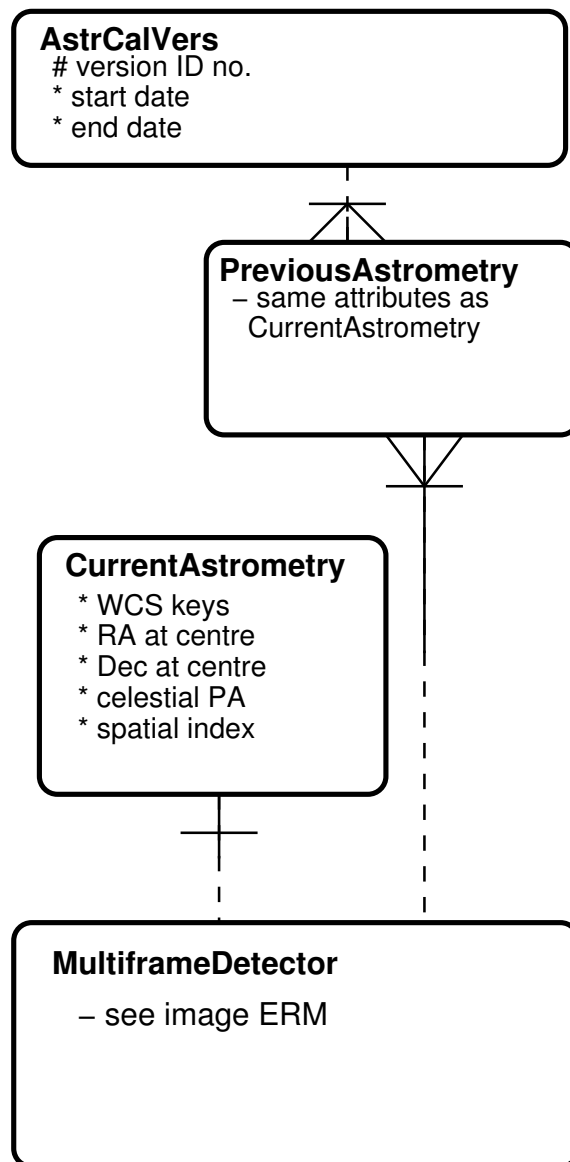 AstrCalVers
# version ID no.
* start date
* end date
PreviousAstrometry
– same attributes as
CurrentAstrometry
CurrentAstrometry
* WCS keys
* RA at centre
* Dec at centre
* celestial PA
* spatial index
MultiframeDetector
– see image ERM